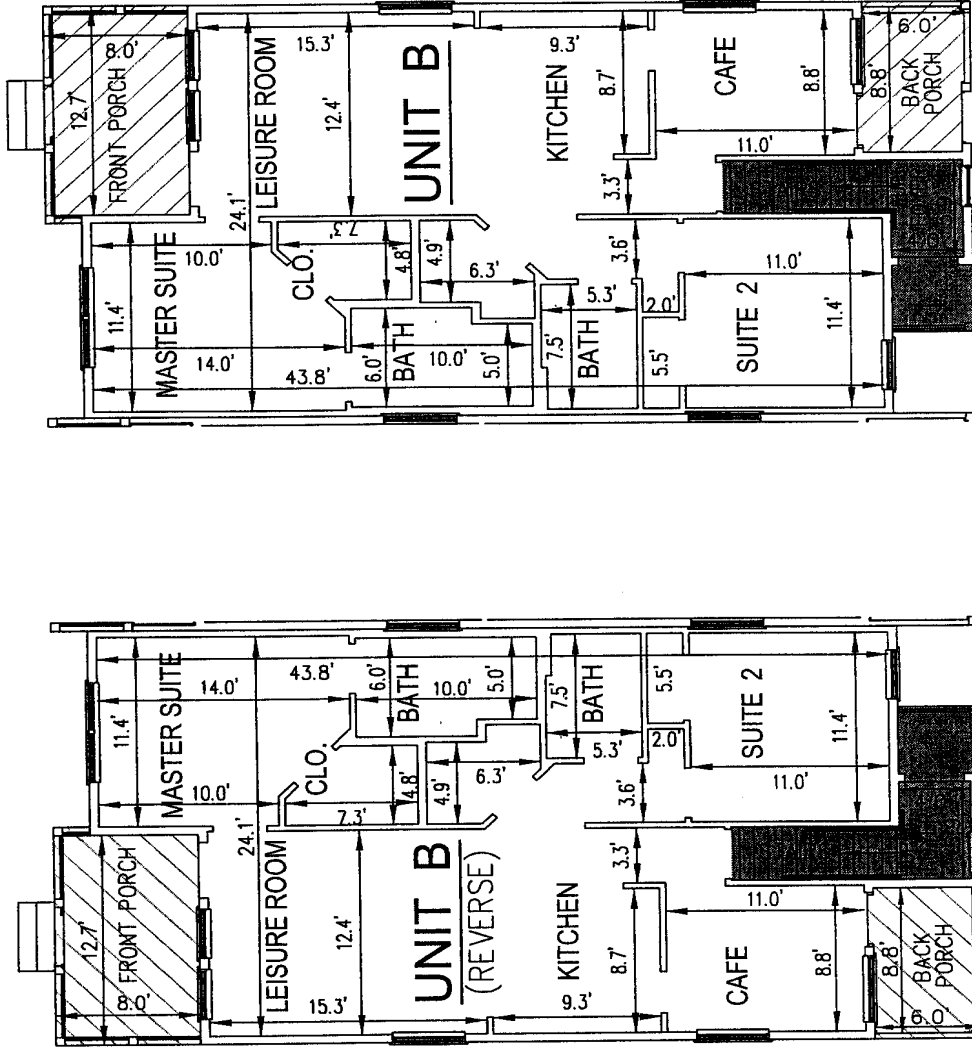 8.0'
15.3'
9.3'
6.0'
12.7'
FRONT PORCH
LEISURE ROOM
12.4'
UNIT B
KITCHEN
8.7'
CAFE
8.8'
8.8'
BACK
PORCH
11.0'
3.3'
24.1'
7.3'
10.0'
CLO.
4.8'
4.9'
6.3'
3.6'
11.0'
MASTER SUITE
11.4'
5.3'
2.0'
14.0'
6.0'
BATH
10.0'
5.0'
7.5'
BATH
5.5'
SUITE 2
11.4'
43.8'
43.8'
14.0'
MASTER SUITE
11.4'
6.0'
BATH
10.0'
5.0'
7.5'
BATH
5.5'
SUITE 2
11.4'
5.3'
2.0'
10.0'
CLO.
4.8'
4.9'
6.3'
3.6'
11.0'
7.3'
24.1'
3.3'
12.7'
FRONT PORCH
LEISURE ROOM
12.4'
UNIT B
(REVERSE)
KITCHEN
8.7'
11.0'
CAFE
8.8'
8.8'
BACK
PORCH
8.0'
15.3'
9.3'
6.0'